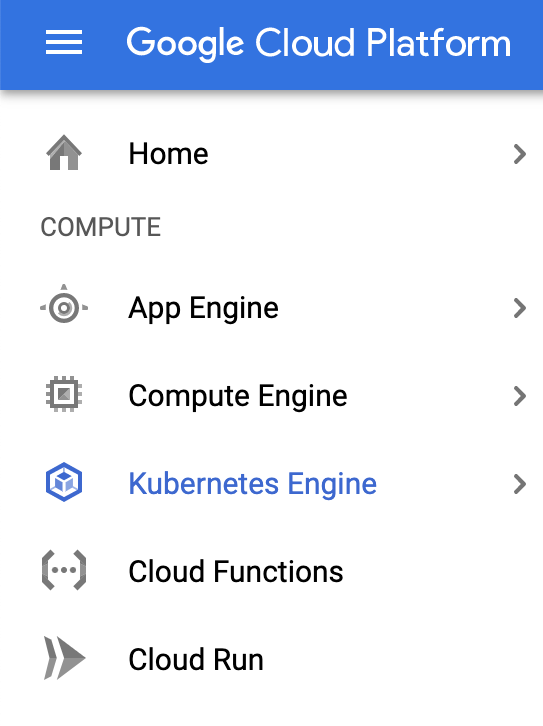 Google Cloud Platform
Home
COMPUTE
App Engine
Compute Engine
Kubernetes Engine
Cloud Functions
Cloud Run